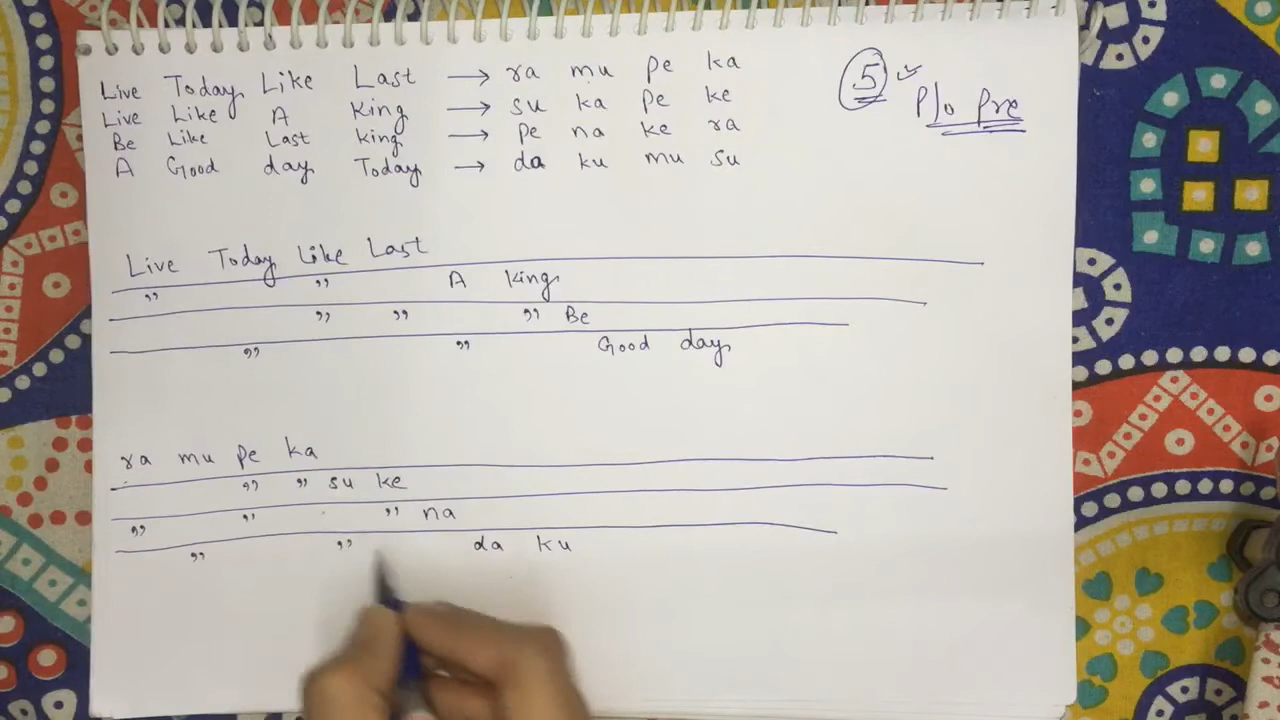 Live Today Like Last → ra mu pe ka
Live Like A King → su ka pe ke
Be Like Last king → pe na ke ra
A Good day Today → da ku mu su
5
P/o Pre
Live Today Like Last
" " A King
" " " Be
" " Good day
ra mu pe ka
" " su ke
" " " na
" " da ku